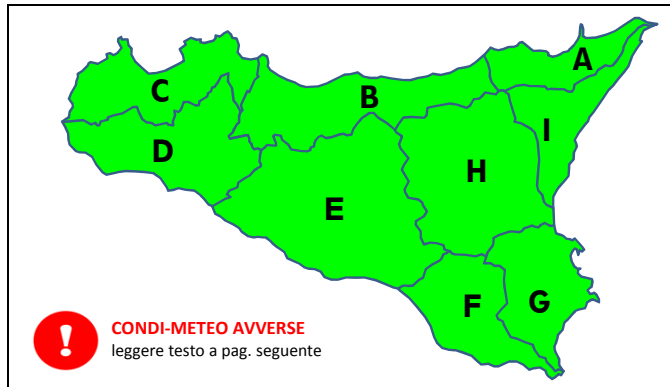 A
C
B
I
D
H
E
F
G
!
CONDI-METEO AVVERSE
leggere testo a pag. seguente